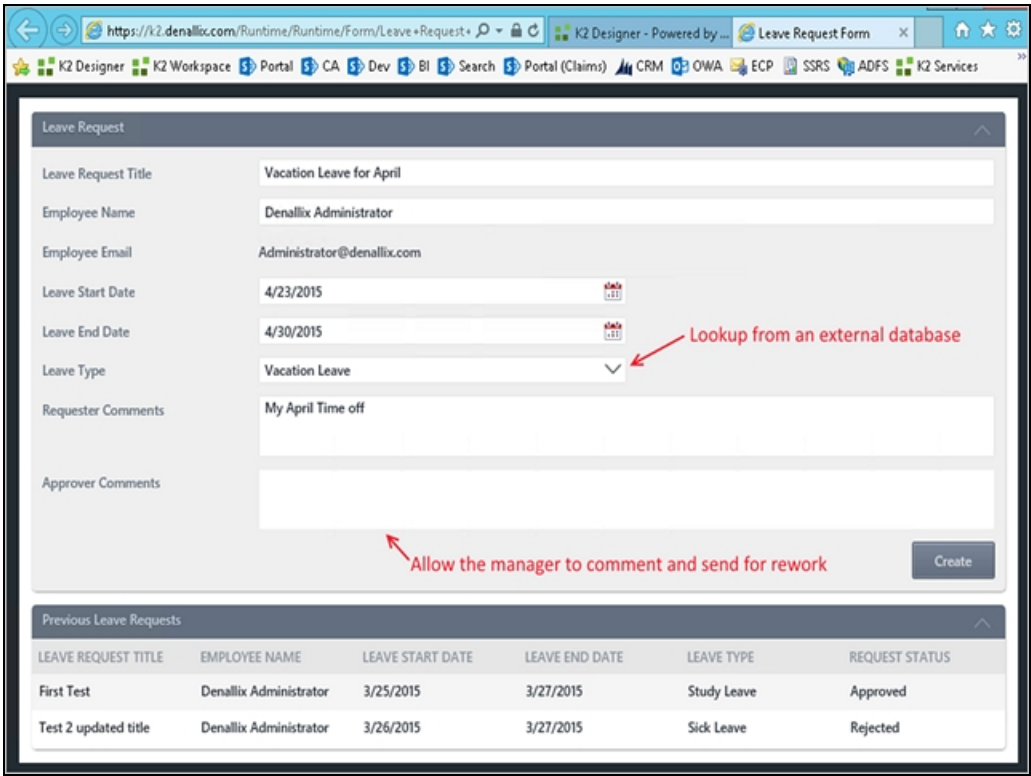 https://k2.denallix.com/Runtime/Runtime/Form/Leave+Request+
K2 Designer - Powered by ...
Leave Request Form
K2 Designer K2 Workspace Portal CA Dev BI Search Portal (Claims) CRM OWA ECP SSRS ADFS K2 Services
Leave Request
Leave Request Title Vacation Leave for April
Employee Name Denallix Administrator
Employee Email Administrator@denallix.com
Leave Start Date 4/23/2015
Leave End Date 4/30/2015
Lookup from an external database
Leave Type Vacation Leave
Requester Comments My April Time off
Approver Comments
Allow the manager to comment and send for rework
Create
Previous Leave Requests
LEAVE REQUEST TITLE EMPLOYEE NAME LEAVE START DATE LEAVE END DATE LEAVE TYPE REQUEST STATUS
First Test Denallix Administrator 3/25/2015 3/27/2015 Study Leave Approved
Test 2 updated title Denallix Administrator 3/26/2015 3/27/2015 Sick Leave Rejected